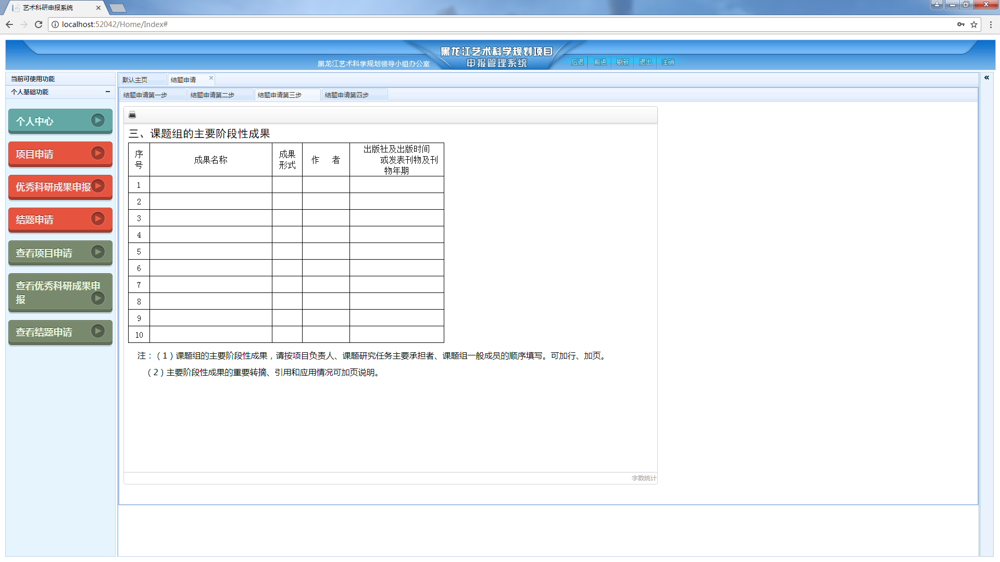 艺术科研申报系统
localhost:52042/Home/Index#
黑龙江艺术科学规划领导小组办公室
黑龙江艺术科学规划项目
申报管理系统
后退 前进 刷新 退出 注销
当前可使用功能
个人基础功能
个人中心
项目申请
优秀科研成果申报
结题申请
查看项目申请
查看优秀科研成果申
报
查看结题申请
默认主页 结题申请
结题申请第一步 结题申请第二步 结题申请第三步 结题申请第四步
三、课题组的主要阶段性成果
序
号
成果名称
成果
形式
作 者
出版社及出版时间
或发表刊物及刊
物年期
1
2
3
4
5
6
7
8
9
10
注：（1）课题组的主要阶段性成果，请按项目负责人、课题研究任务主要承担者、课题组一般成员的顺序填写。可加行、加页。
（2）主要阶段性成果的重要转摘、引用和应用情况可加页说明。
字数统计